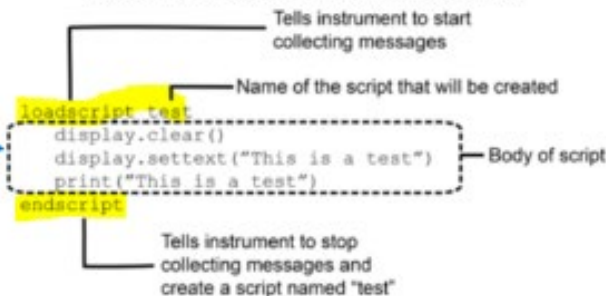 Tells instrument to start
collecting messages
Name of the script that will be created
loadscript test
display.clear()
display.settext("This is a test")
print("This is a test")
Body of script
endscript
Tells instrument to stop
collecting messages and
create a script named "test"